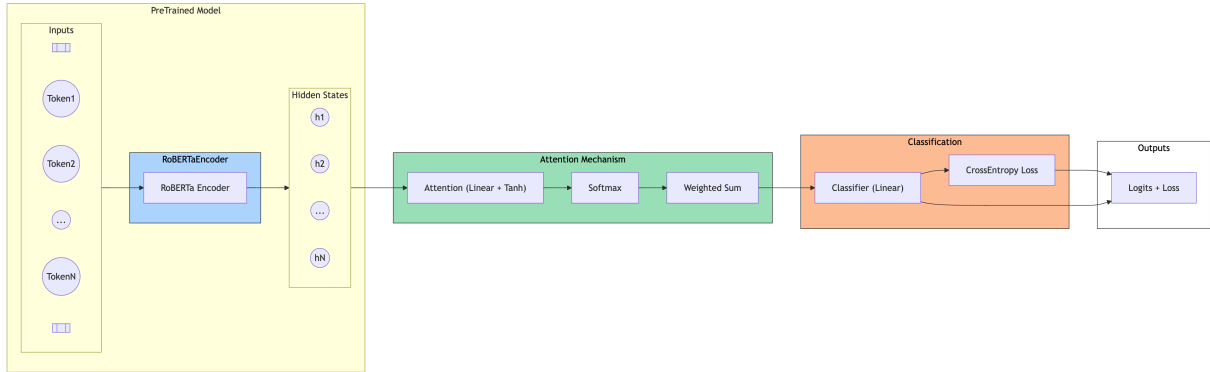 PreTrained Model
Inputs
Token1
Token2
...
TokenN
RoBERTaEncoder
RoBERTa Encoder
Hidden States
h1
h2
...
hN
Attention Mechanism
Attention (Linear + Tanh)
Softmax
Weighted Sum
Classification
Classifier (Linear)
CrossEntropy Loss
Outputs
Logits + Loss